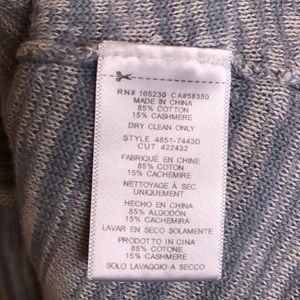 RN# 105230 CA#58350
MADE IN CHINA
85% COTTON
15% CASHMERE
DRY CLEAN ONLY
STYLE 4851-7443D
CUT 422432
FABRIQUÉ EN CHINE
85% COTON
15% CACHEMIRE
NETTOYAGE À SEC
UNIQUEMENT
HECHO EN CHINA
85% ALGODÓN
15% CACHEMIRA
LAVAR EN SECO SOLAMENTE
PRODOTTO IN CINA
85% COTONE
15% CASHMERE
SOLO LAVAGGIO A SECCO